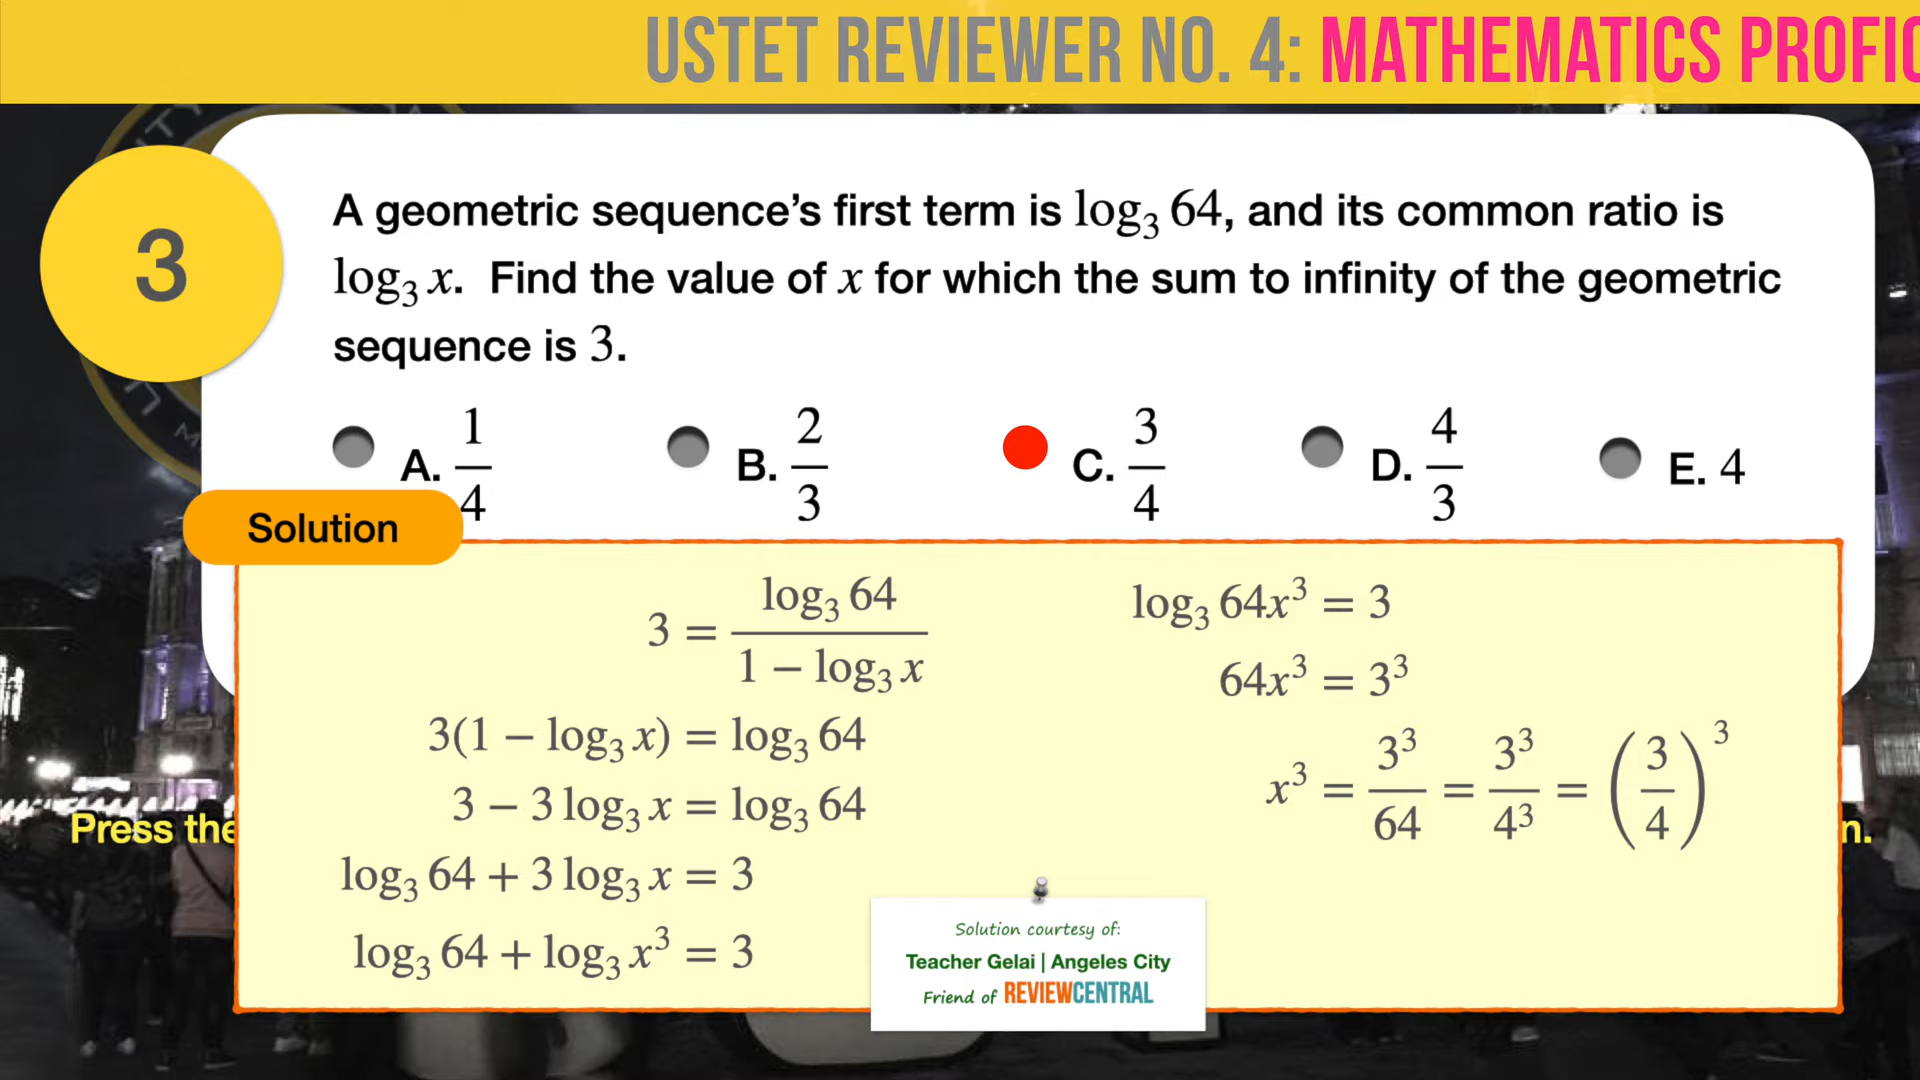 USTET REVIEWER NO. 4: MATHEMATICS PROFIC
3
A geometric sequence’s first term is log₃ 64, and its common ratio is
log₃ x. Find the value of x for which the sum to infinity of the geometric
sequence is 3.
A. 1/4 B. 2/3 C. 3/4 D. 4/3 E. 4
Solution
3 = log₃ 64 / (1 − log₃ x)
3(1 − log₃ x) = log₃ 64
3 − 3 log₃ x = log₃ 64
log₃ 64 + 3 log₃ x = 3
log₃ 64 + log₃ x³ = 3
log₃ 64x³ = 3
64x³ = 3³
x³ = 3³/64 = 3³/4³ = (3/4)³
Press the
n.
Solution courtesy of:
Teacher Gelai | Angeles City
Friend of REVIEWCENTRAL